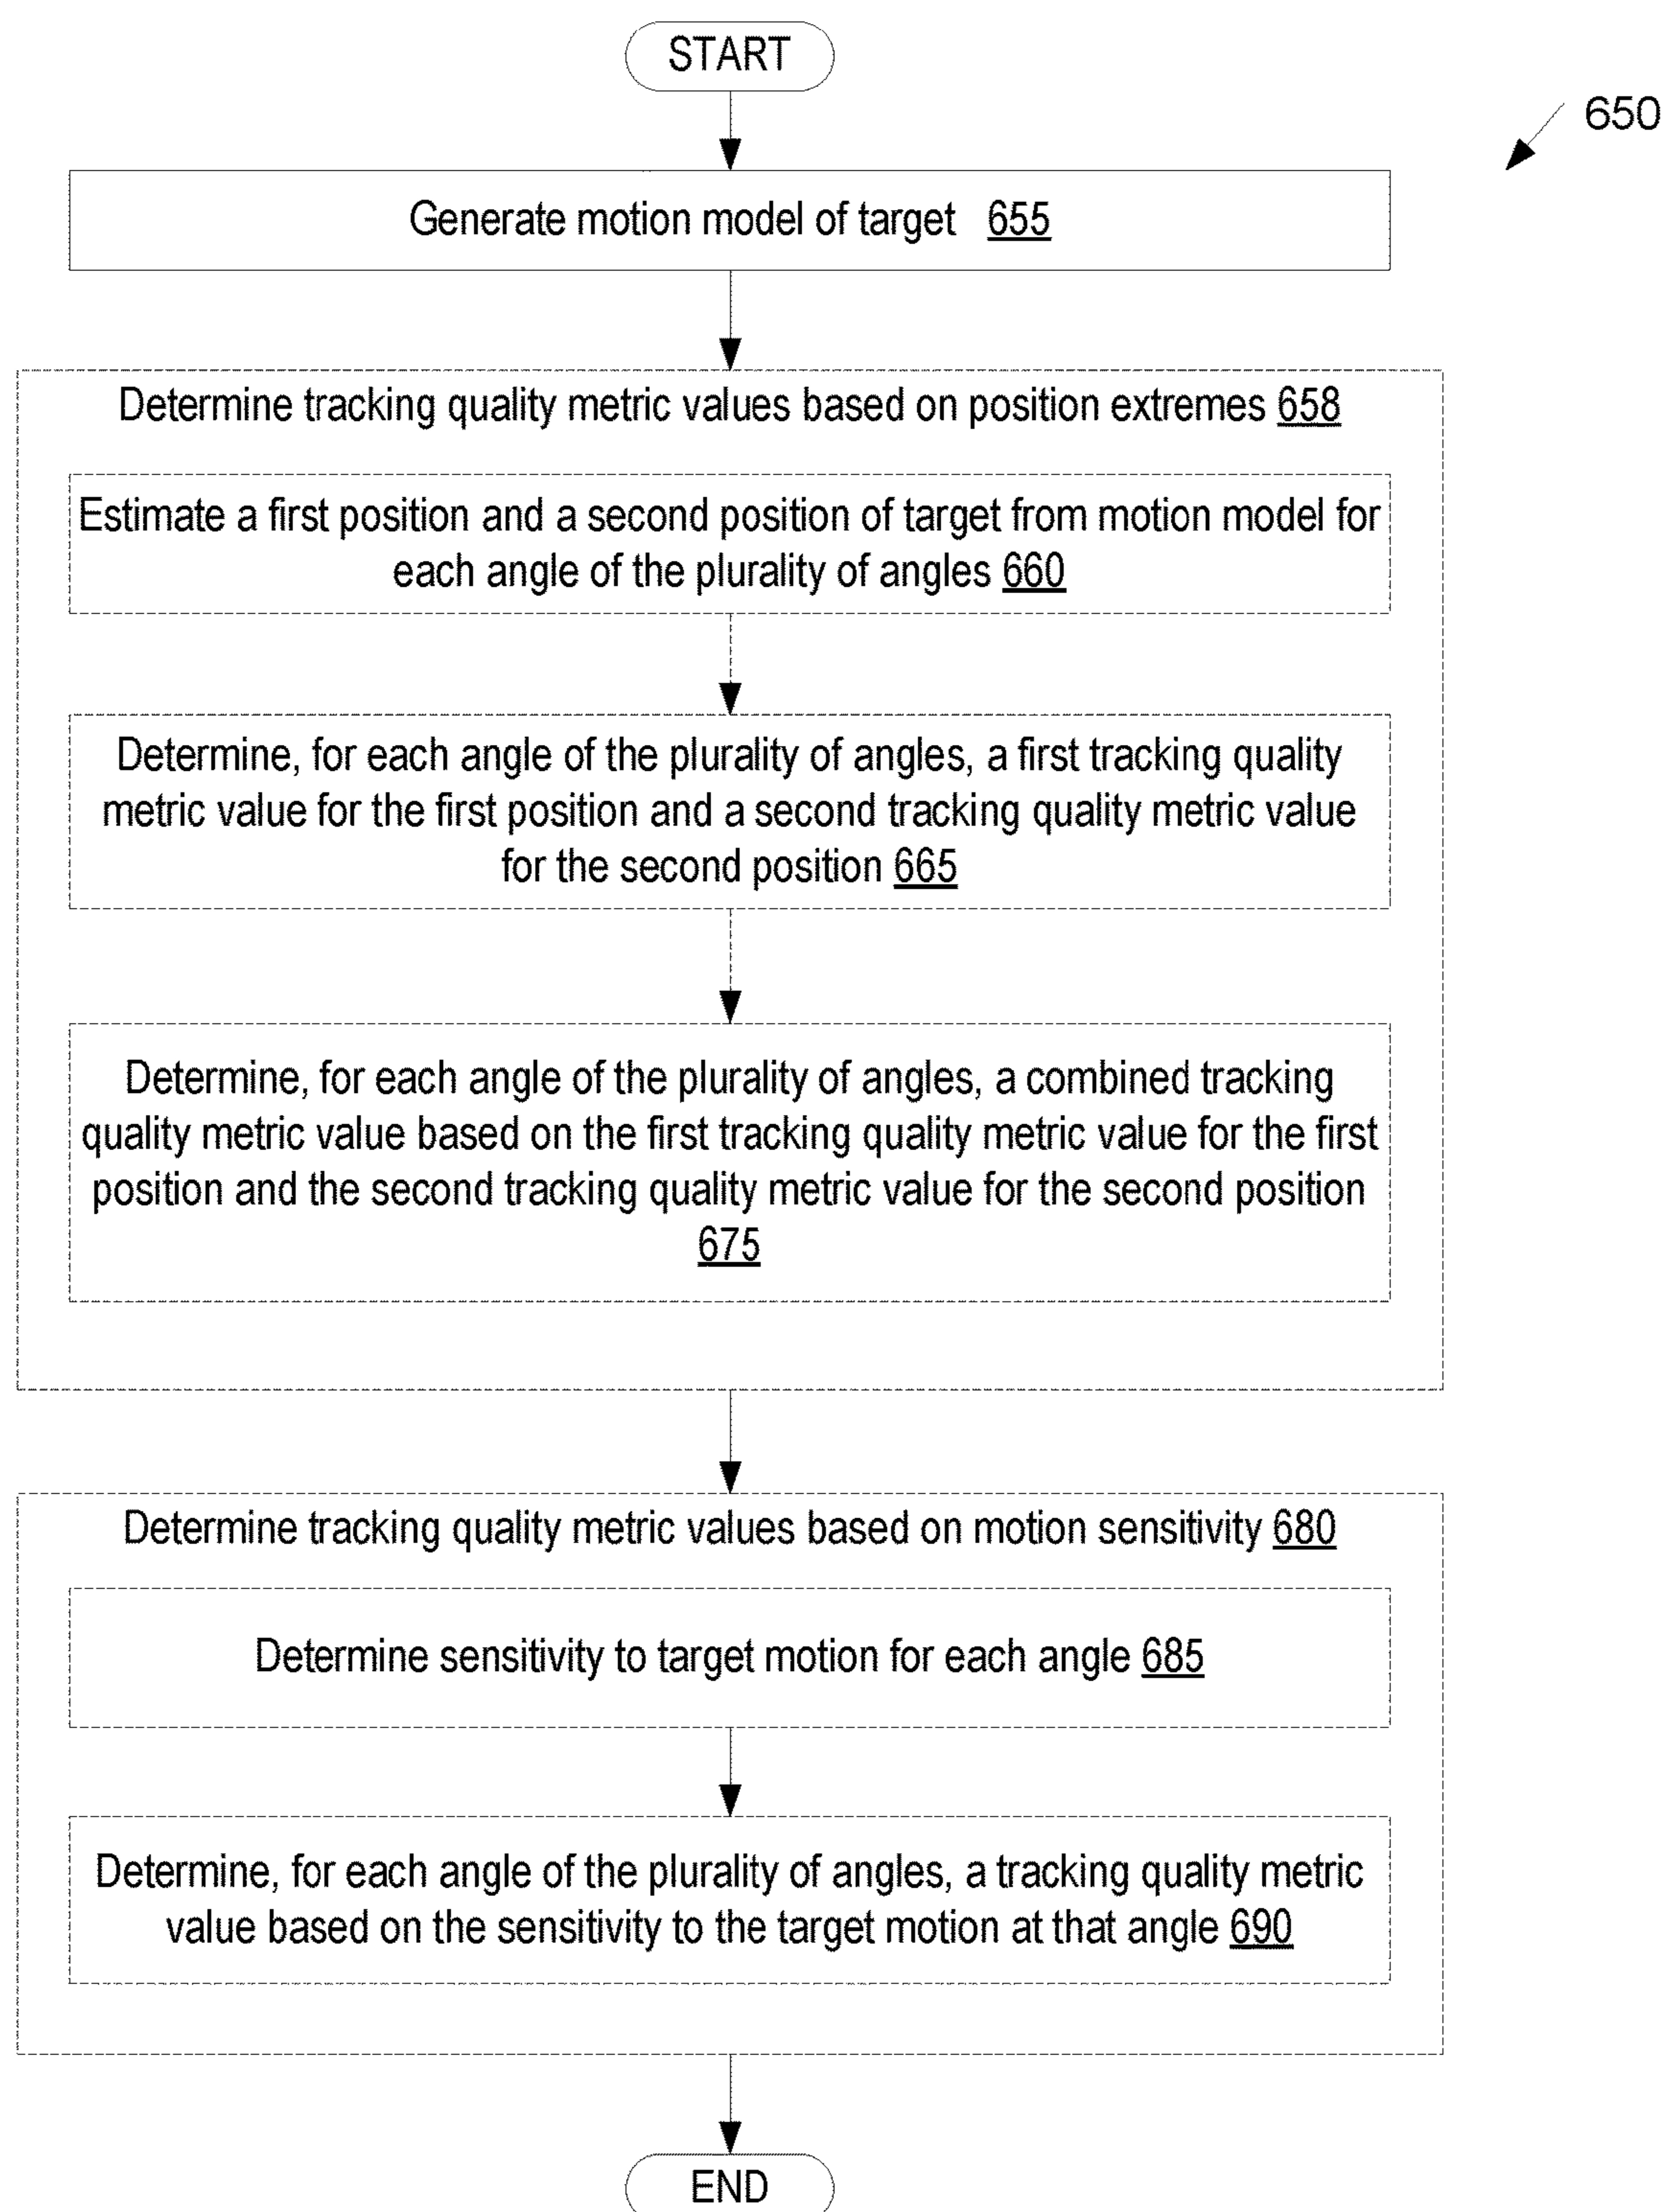 START
650
Generate motion model of target 655
Determine tracking quality metric values based on position extremes 658
Estimate a first position and a second position of target from motion model for
each angle of the plurality of angles 660
Determine, for each angle of the plurality of angles, a first tracking quality
metric value for the first position and a second tracking quality metric value
for the second position 665
Determine, for each angle of the plurality of angles, a combined tracking
quality metric value based on the first tracking quality metric value for the first
position and the second tracking quality metric value for the second position
675
Determine tracking quality metric values based on motion sensitivity 680
Determine sensitivity to target motion for each angle 685
Determine, for each angle of the plurality of angles, a tracking quality metric
value based on the sensitivity to the target motion at that angle 690
END